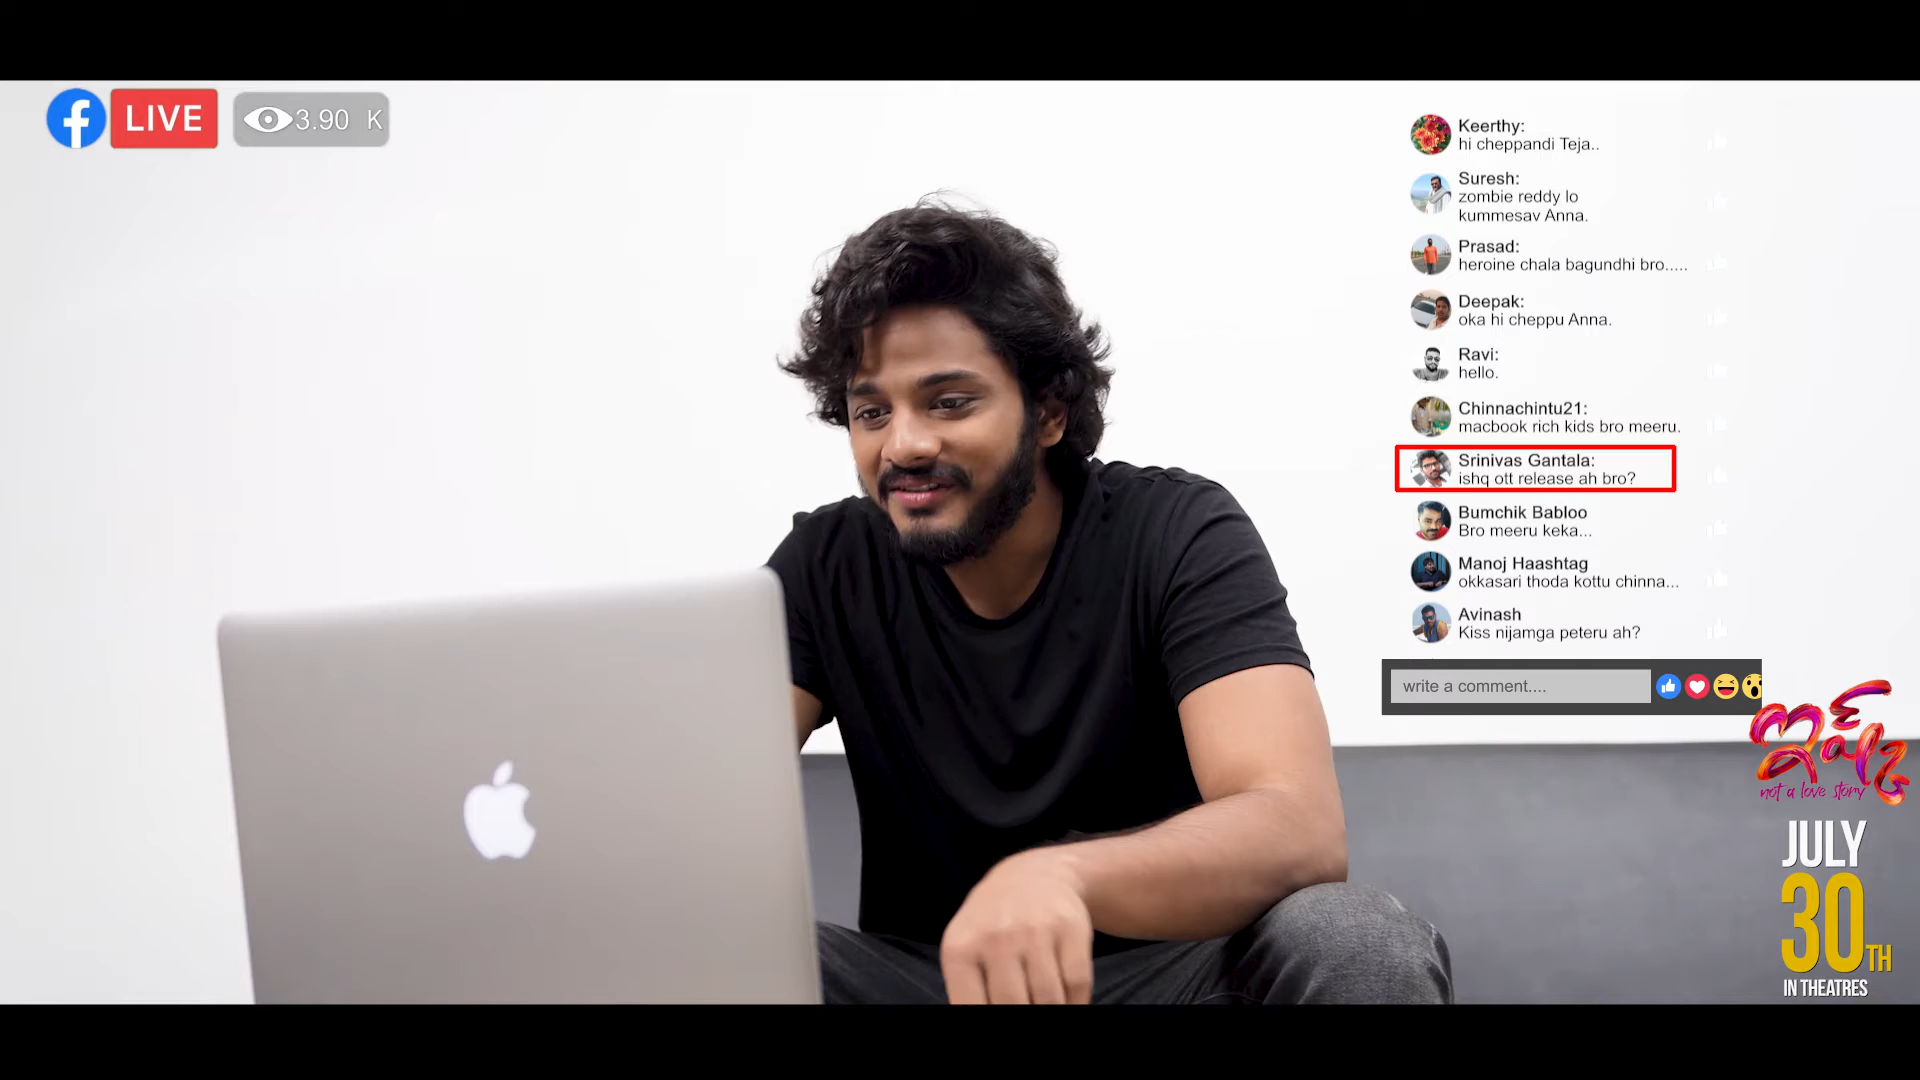 LIVE
3.90 K
Keerthy:
hi cheppandi Teja..
Suresh:
zombie reddy lo
kummesav Anna.
Prasad:
heroine chala bagundhi bro.....
Deepak:
oka hi cheppu Anna.
Ravi:
hello.
Chinnachintu21:
macbook rich kids bro meeru.
Srinivas Gantala:
ishq ott release ah bro?
Bumchik Babloo
Bro meeru keka...
Manoj Haashtag
okkasari thoda kottu chinna...
Avinash
Kiss nijamga peteru ah?
write a comment....
ఇష్క్
not a love story
JULY
30TH
IN THEATRES